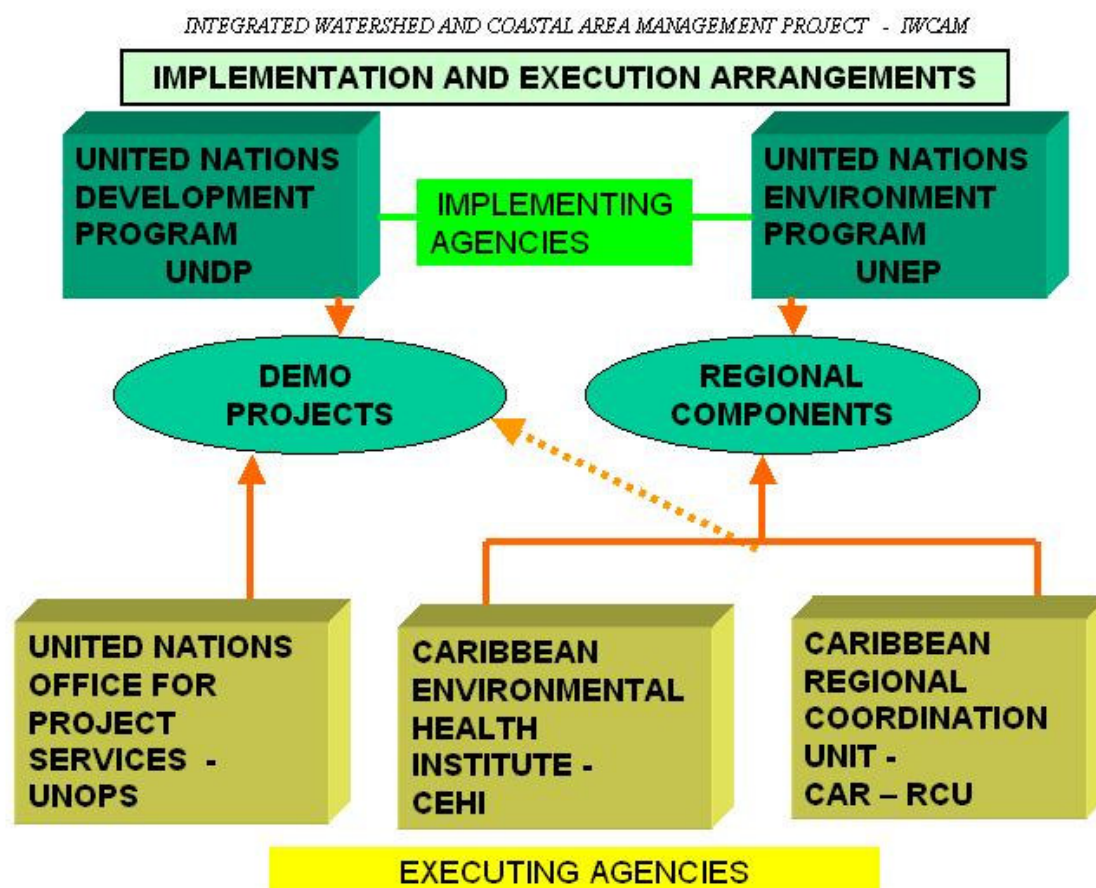 INTEGRATED WATERSHED AND COASTAL AREA MANAGEMENT PROJECT - IWCAM
IMPLEMENTATION AND EXECUTION ARRANGEMENTS
UNITED NATIONS
DEVELOPMENT
PROGRAM
UNDP
IMPLEMENTING
AGENCIES
UNITED NATIONS
ENVIRONMENT
PROGRAM
UNEP
DEMO
PROJECTS
REGIONAL
COMPONENTS
UNITED NATIONS
OFFICE FOR
PROJECT
SERVICES -
UNOPS
CARIBBEAN
ENVIRONMENTAL
HEALTH
INSTITUTE -
CEHI
CARIBBEAN
REGIONAL
COORDINATION
UNIT -
CAR – RCU
EXECUTING AGENCIES